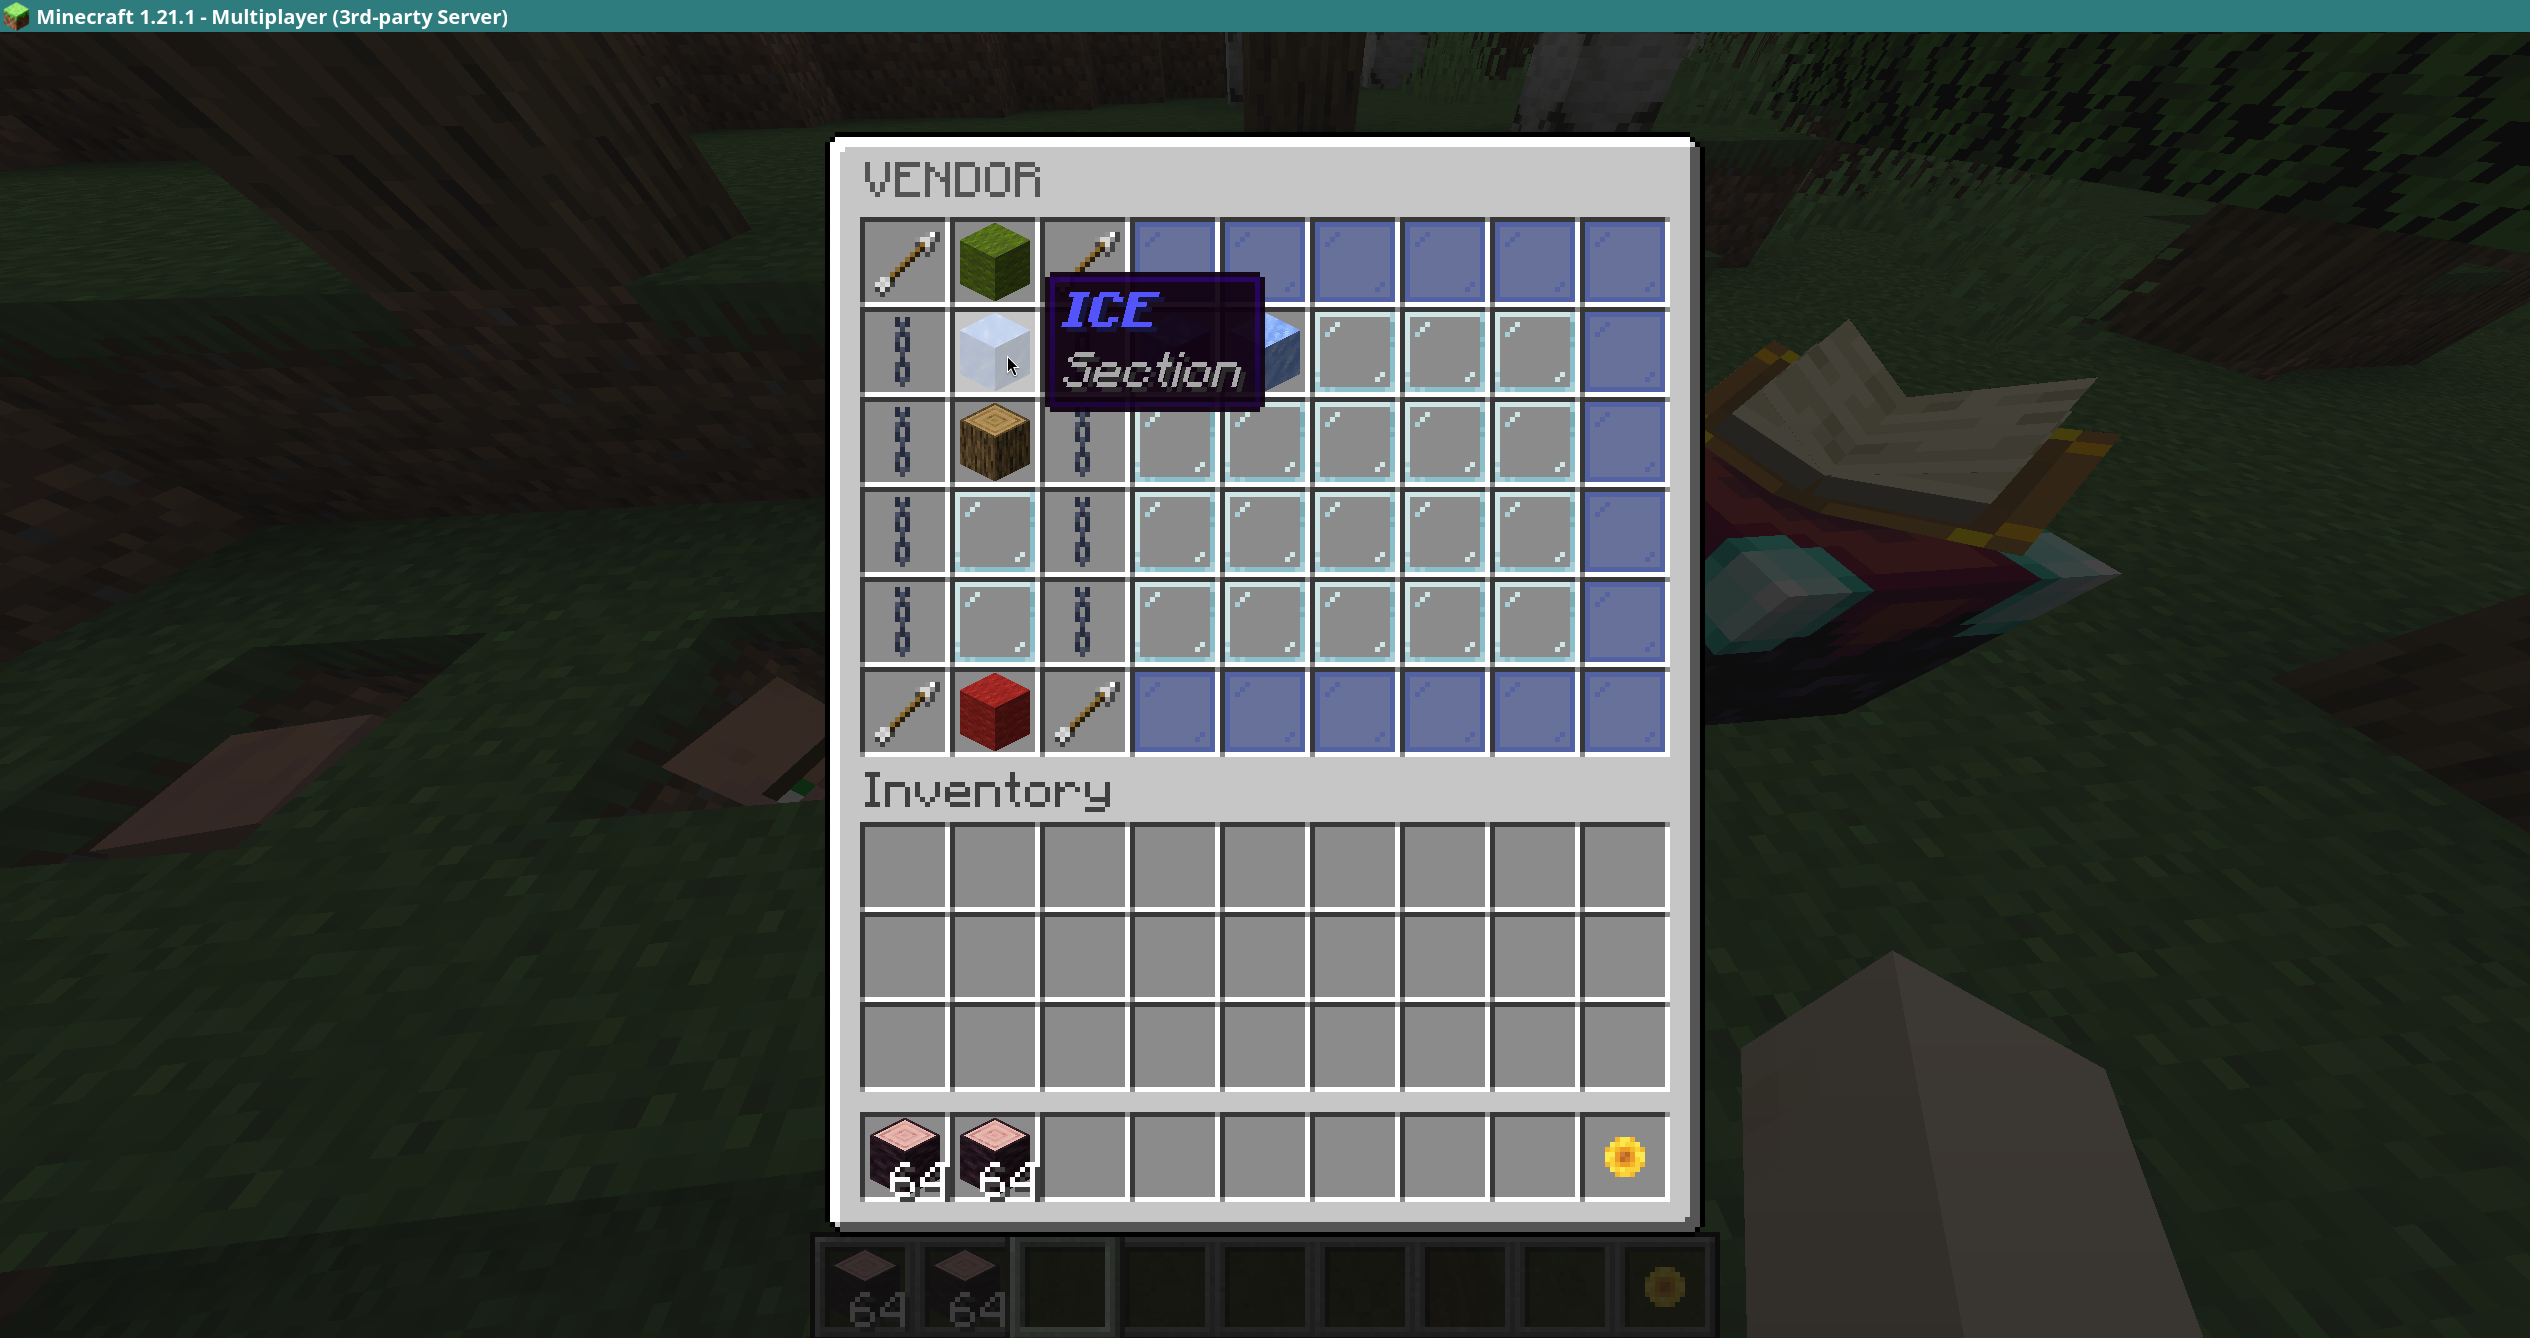 Minecraft 1.21.1 - Multiplayer (3rd-party Server)
VENDOR
ICE
Section
Inventory
64 64
64 64